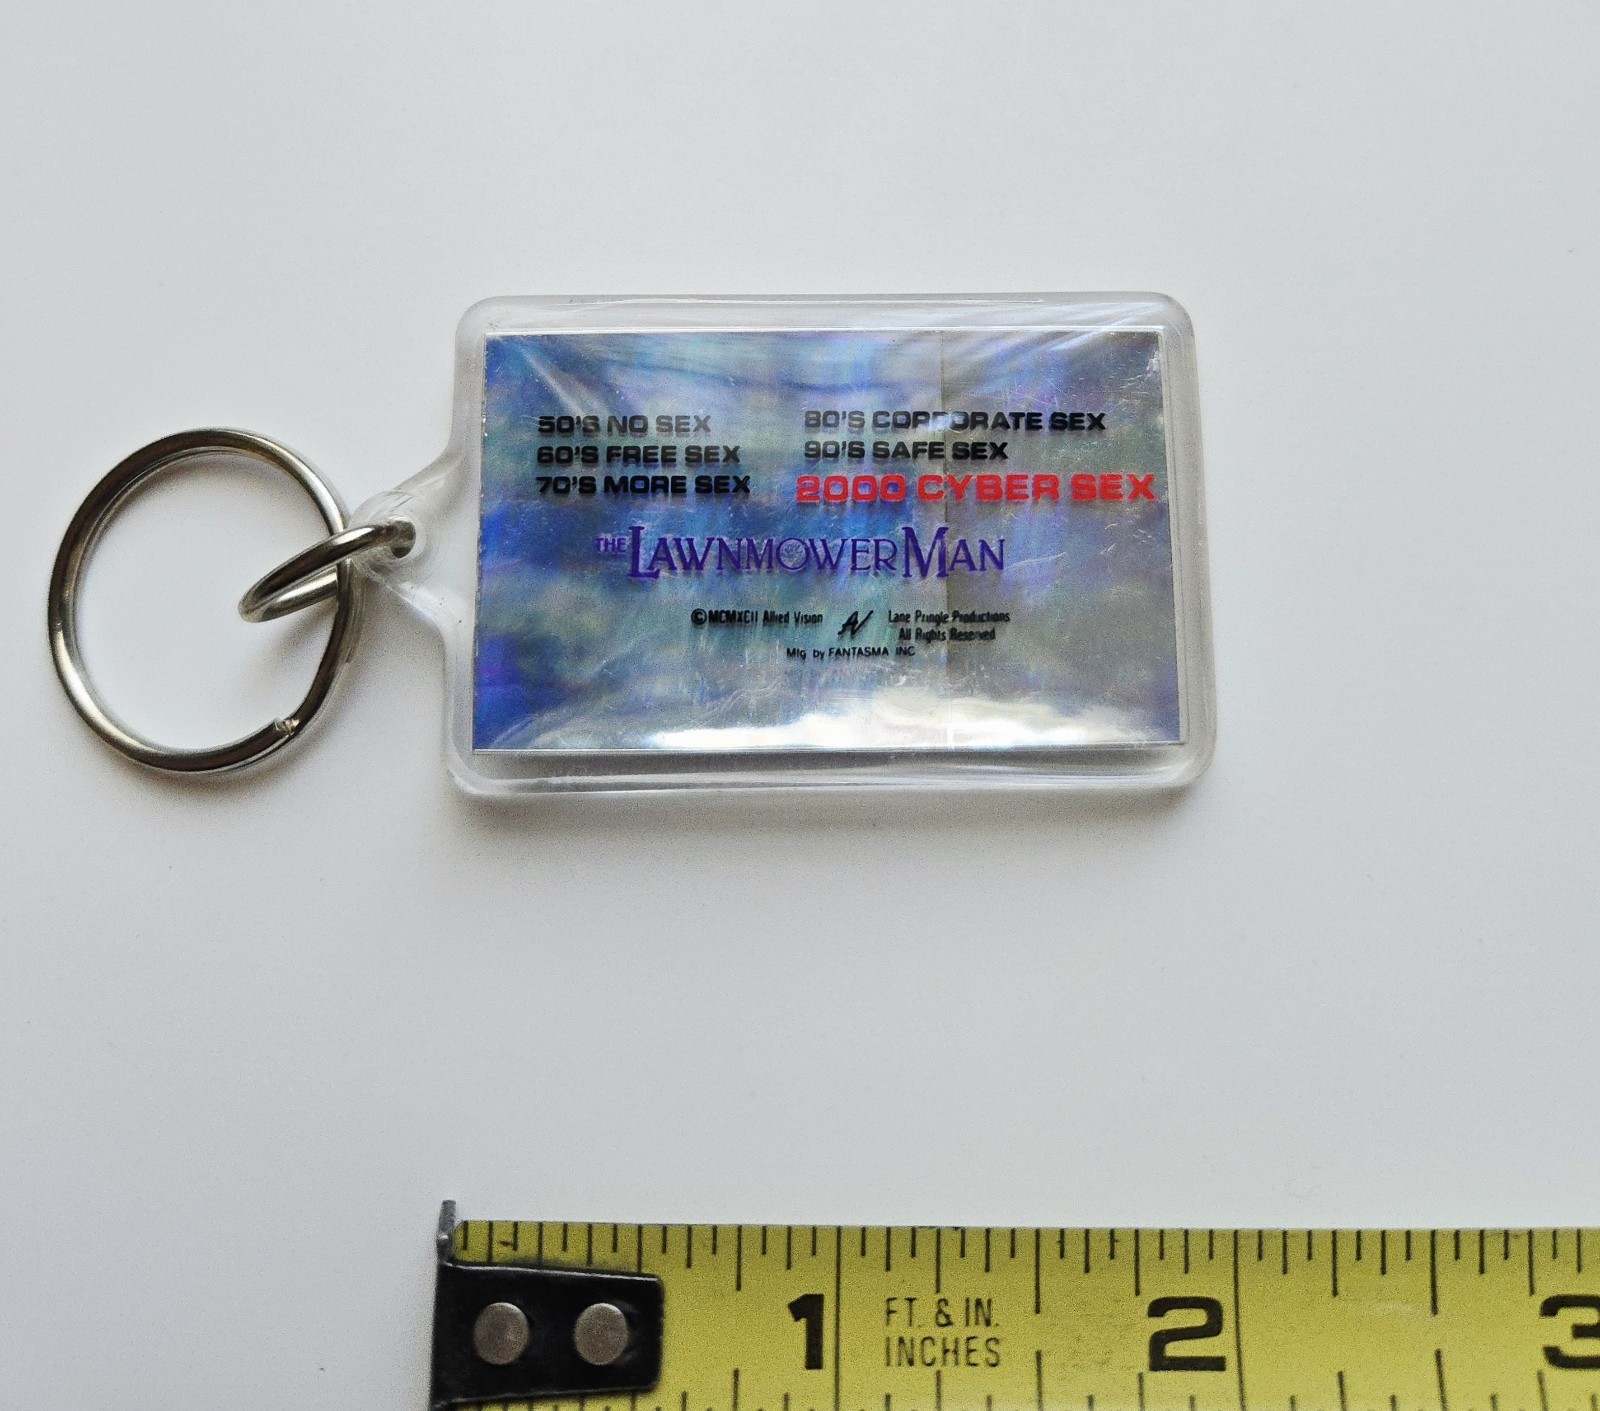 50'S NO SEX
60'S FREE SEX
70'S MORE SEX
80'S CORPORATE SEX
90'S SAFE SEX
2000 CYBER SEX
THE LAWNMOWER MAN
©MCMXCII Allied Vision
AV
Lane Pringle Productions
All Rights Reserved
Mfg by FANTASMA INC
1 FT. & IN. 2 3
INCHES